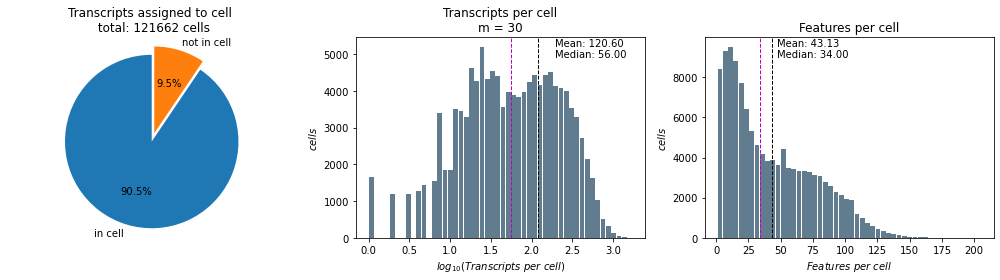 Transcripts assigned to cell
total: 121662 cells
not in cell
9.5%
90.5%
in cell
Transcripts per cell
m = 30
Mean: 120.60
Median: 56.00
5000
4000
3000
2000
1000
0
cells
0.0 0.5 1.0 1.5 2.0 2.5 3.0
log10(Transcripts per cell)
Features per cell
Mean: 43.13
Median: 34.00
8000
6000
4000
2000
0
cells
0 25 50 75 100 125 150 175 200
Features per cell